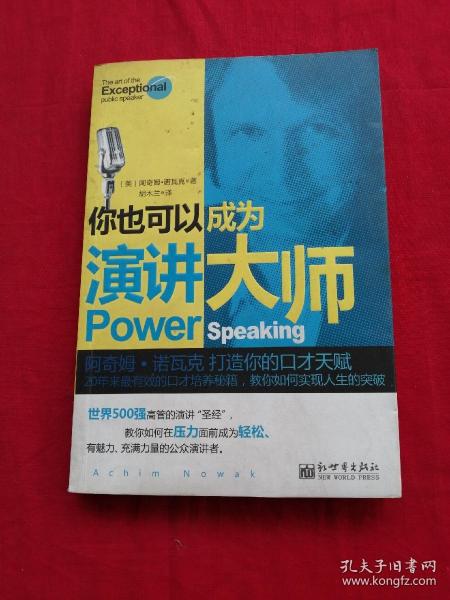 The art of the
Exceptional
public speaker
[美] 阿奇姆·诺瓦克 著
胡木兰 译
你也可以成为
演讲大师
Power Speaking
阿奇姆·诺瓦克 打造你的口才天赋
20年来最有效的口才培养秘籍，教你如何实现人生的突破
世界500强高管的演讲“圣经”，
教你如何在压力面前成为轻松、
有魅力、充满力量的公众演讲者。
Achim Nowak
新世界出版社
NEW WORLD PRESS
孔夫子旧书网
www.kongfz.com